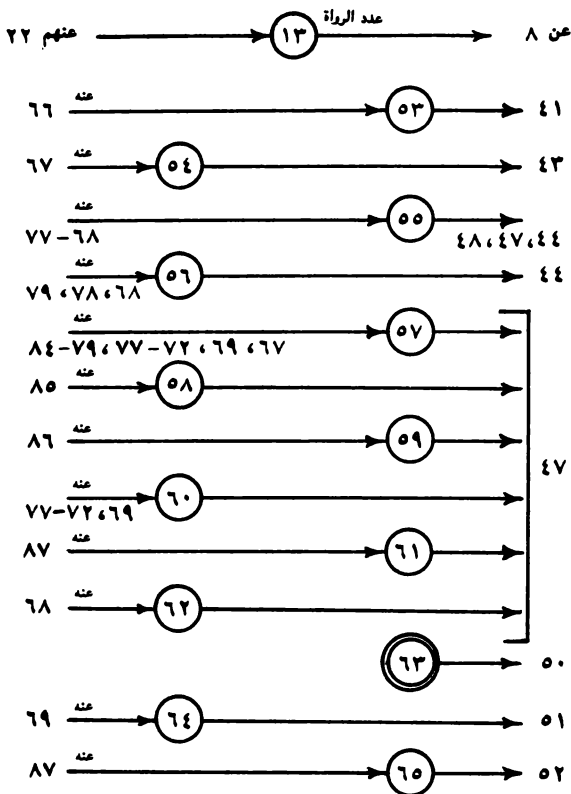 عدد الرواة
عن ٨ ١٣ عنهم ٢٢
٤١ ٥٣ عنه ٦٦
٤٣ ٥٤ عنه ٦٧
٤٤، ٤٧، ٤٨ ٥٥ عنه ٦٨-٧٧
٤٤ ٥٦ عنه ٦٨، ٧٨، ٧٩
٥٧ عنه ٦٧، ٦٩، ٧٢-٧٧، ٧٩-٨٤
٥٨ عنه ٨٥
٥٩ عنه ٨٦
٤٧
٦٠ عنه ٦٩، ٧٢-٧٧
٦١ عنه ٨٧
٦٢ عنه ٦٨
٥٠ ٦٣
٥١ ٦٤ عنه ٦٩
٥٢ ٦٥ عنه ٨٧